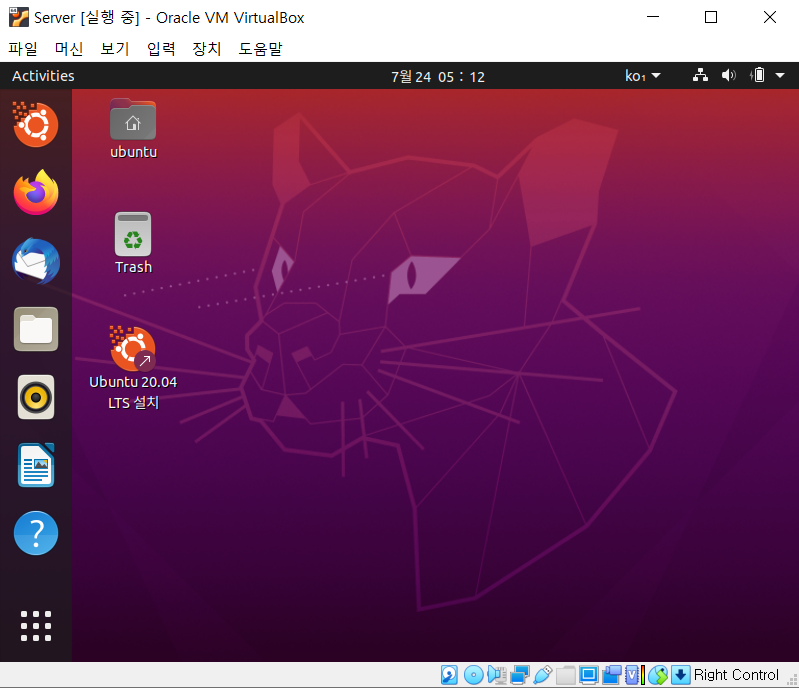 Server [실행 중] - Oracle VM VirtualBox
파일 머신 보기 입력 장치 도움말
Activities 7월 24 05 : 12 ko₁
ubuntu
Trash
Ubuntu 20.04
LTS 설치
Right Control